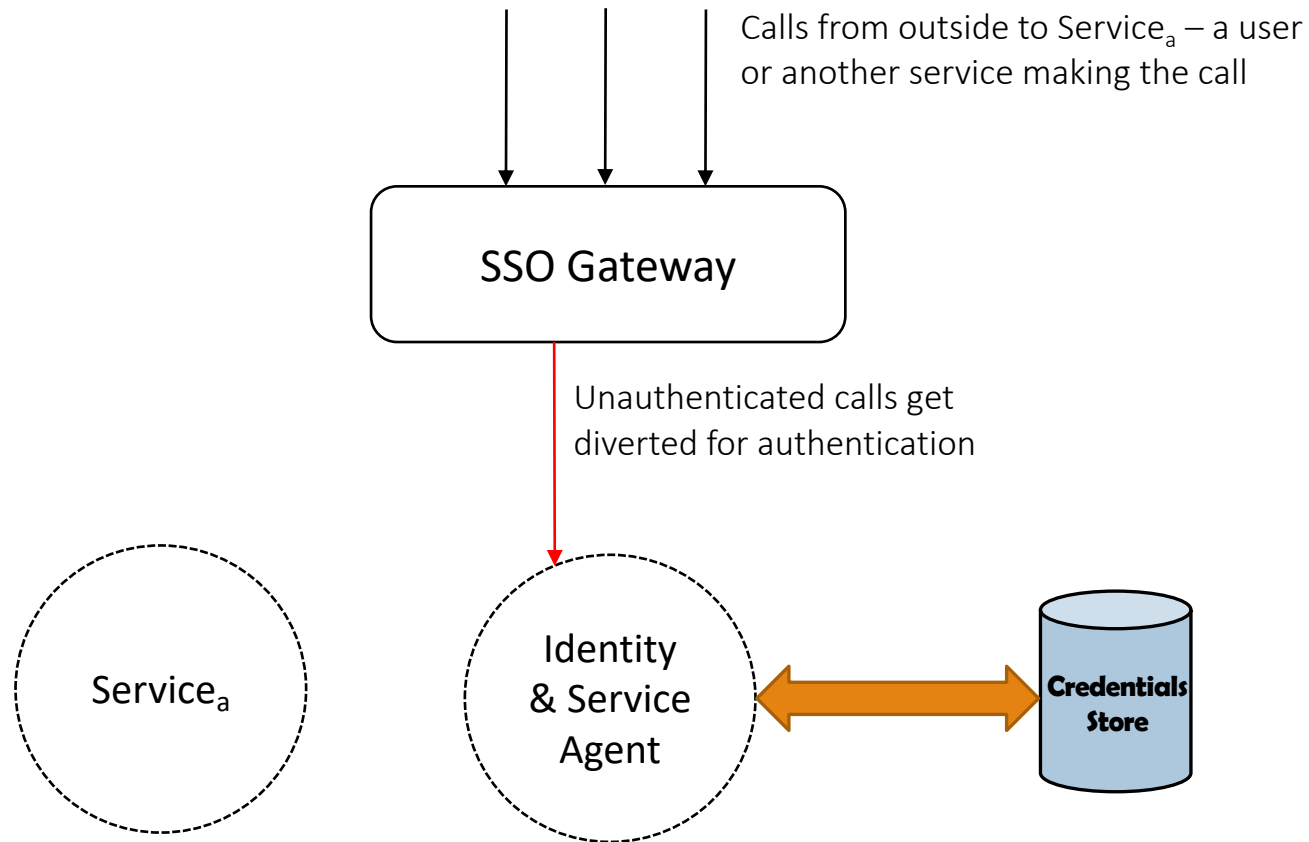 Calls from outside to Serviceₐ – a user
or another service making the call
SSO Gateway
Unauthenticated calls get
diverted for authentication
Serviceₐ
Identity
& Service
Agent
Credentials
Store